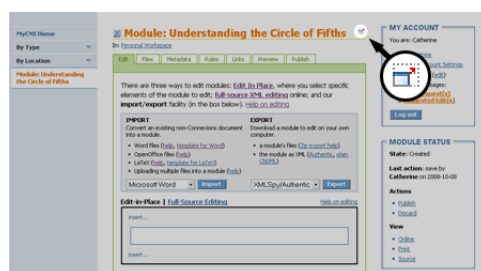 MyCNX Home
By Type
By Location
Module: Understanding
the Circle of Fifths
Module: Understanding the Circle of Fifths
In: Personal Workspace
Edit Files Metadata Roles Links Preview Publish
There are three ways to edit modules: Edit In Place, where you select specific
elements of the module to edit; full-source XML editing online; and our
import/export facility (in the box below). Help on editing
IMPORT
Convert an existing non-Connexions document
into a module.
• Word files (help, template for Word)
• OpenOffice files (help)
• LaTeX (help, template for LaTeX)
• Uploading multiple files into a module (help)
Microsoft Word Import
EXPORT
Download a module to edit on your own
computer.
• a module's files (Zip export help)
• the module as XML (Authentic, plain
CNXML)
XMLSpy/Authentic Export
Edit-in-Place | Full-Source Editing Help on editing
insert...
insert...
MY ACCOUNT
You are: Catherine
Settings
(edit)
Log out
MODULE STATUS
State: Created
Last action: save by
Catherine on 2008-10-08
Actions
• Publish
• Discard
View
• Online
• Print
• Source